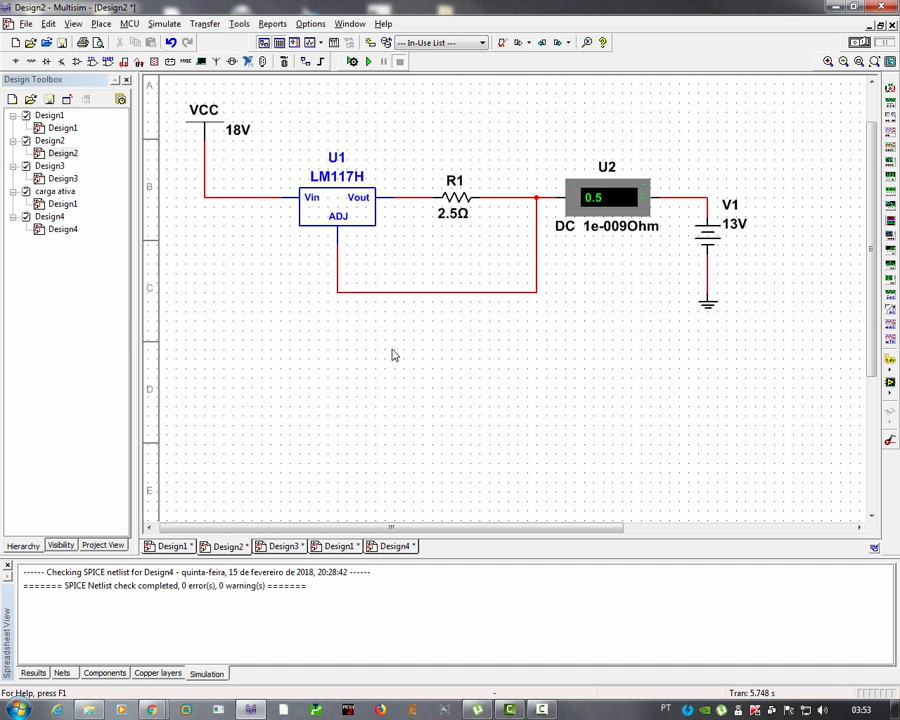 Design2 - Multisim - [Design2 *]
File Edit View Place MCU Simulate Transfer Tools Reports Options Window Help
--- In-Use List ---
Design Toolbox
Design1
Design1
Design2
Design2
Design3
Design3
carga ativa
Design1
Design4
Design4
Hierarchy Visibility Project View
A
B
C
D
E
VCC
18V
U1
LM117H
Vin Vout
ADJ
R1
2.5Ω
U2
0.5
DC 1e-009Ohm
V1
13V
Design1 * Design2 * Design3 * Design1 * Design4 *
------ Checking SPICE netlist for Design4 - quinta-feira, 15 de fevereiro de 2018, 20:28:42 ------
======= SPICE Netlist check completed, 0 error(s), 0 warning(s) =======
Spreadsheet View
Results Nets Components Copper layers Simulation
For Help, press F1
-
Tran: 5.748 s
PT
03:53